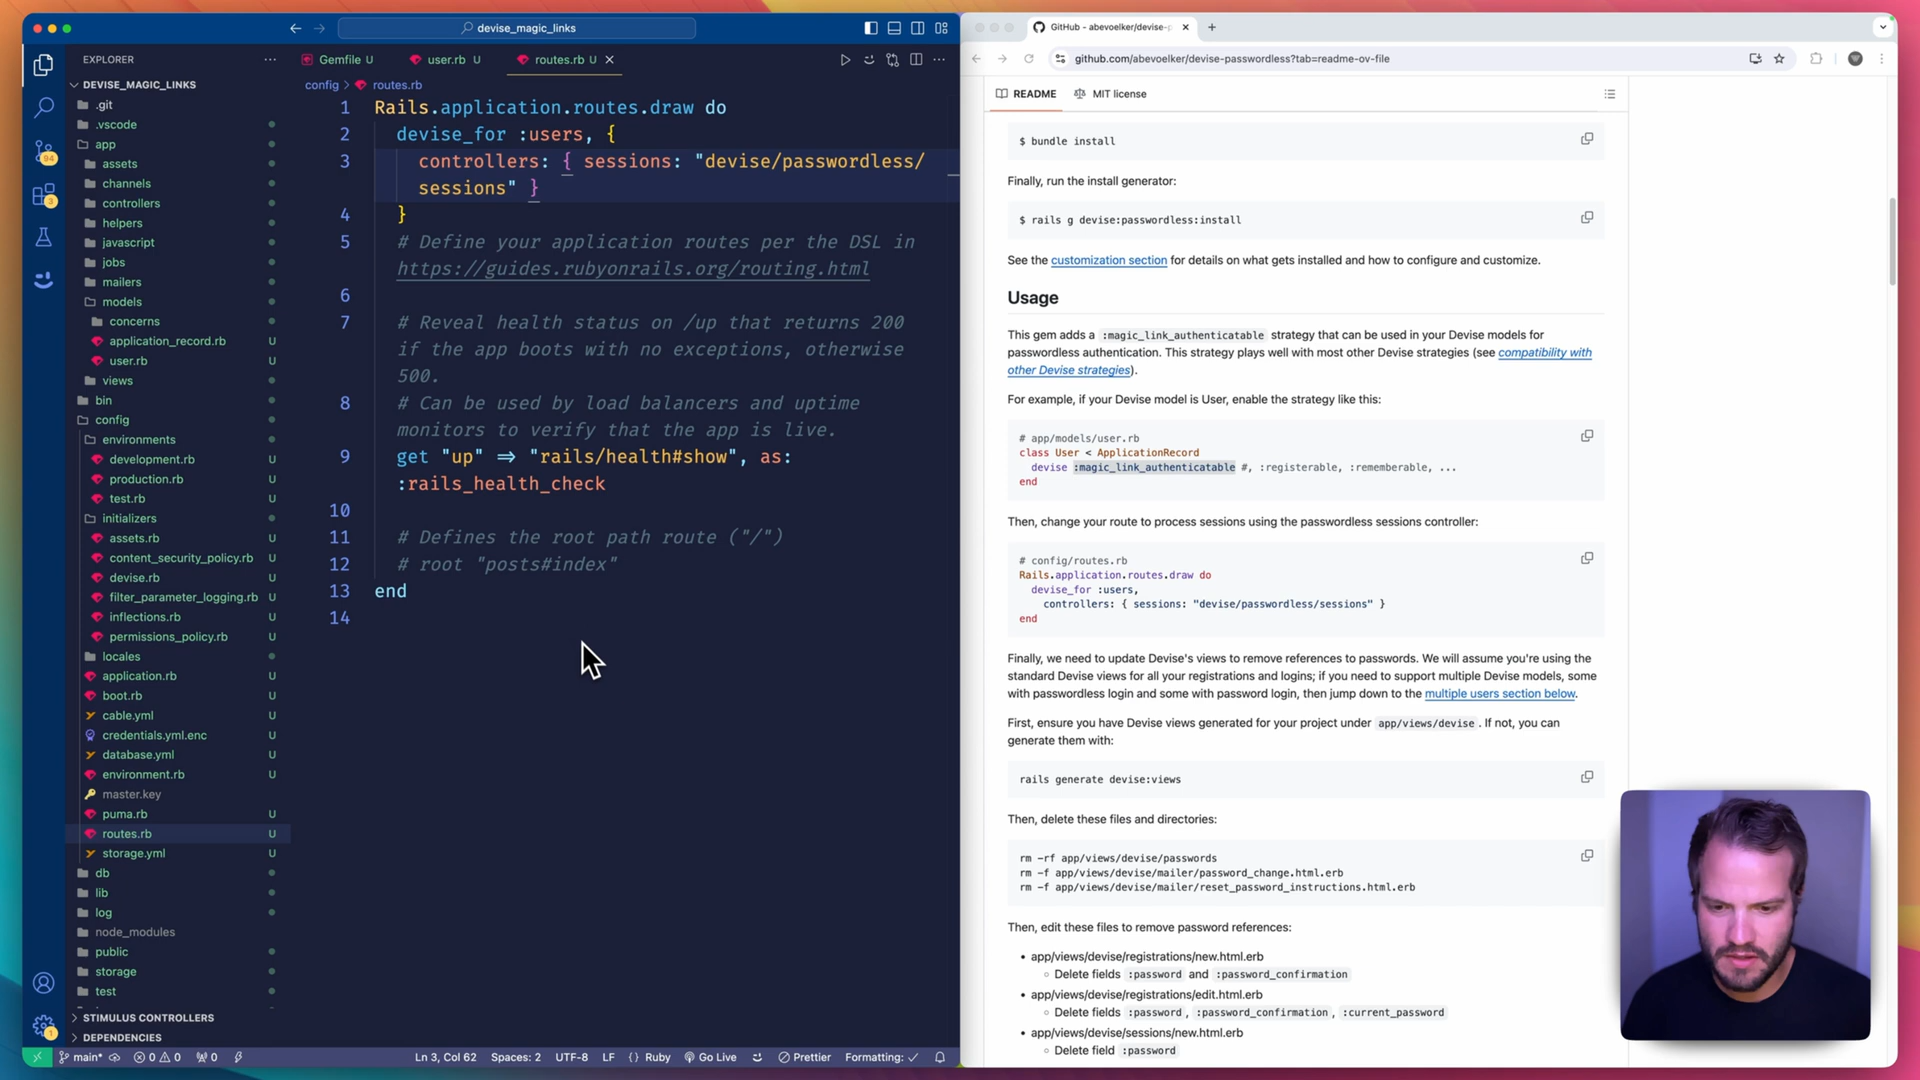 devise_magic_links
EXPLORER
DEVISE_MAGIC_LINKS
.git
.vscode
app
assets
channels
controllers
helpers
javascript
jobs
mailers
models
concerns
application_record.rb U
user.rb U
views
bin
config
environments
development.rb U
production.rb U
test.rb U
initializers
assets.rb U
content_security_policy.rb U
devise.rb U
filter_parameter_logging.rb U
inflections.rb U
permissions_policy.rb U
locales
application.rb U
boot.rb U
cable.yml U
credentials.yml.enc U
database.yml U
environment.rb U
master.key
puma.rb U
routes.rb U
storage.yml U
db
lib
log
node_modules
public
storage
test
STIMULUS CONTROLLERS
DEPENDENCIES
94
3
1
Gemfile U
user.rb U
routes.rb U
config > routes.rb
1 Rails.application.routes.draw do
2 devise_for :users, {
3 controllers: { sessions: "devise/passwordless/
sessions" }
4 }
5 # Define your application routes per the DSL in
https://guides.rubyonrails.org/routing.html
6
7 # Reveal health status on /up that returns 200
if the app boots with no exceptions, otherwise
500.
8 # Can be used by load balancers and uptime
monitors to verify that the app is live.
9 get "up" => "rails/health#show", as:
:rails_health_check
10
11 # Defines the root path route ("/")
12 # root "posts#index"
13 end
14
main*
0 0
0
Ln 3, Col 62
Spaces: 2
UTF-8
LF
{ } Ruby
Go Live
Prettier
Formatting: ✓
GitHub - abevoelker/devise-p
github.com/abevoelker/devise-passwordless?tab=readme-ov-file
README
MIT license
$ bundle install
Finally, run the install generator:
$ rails g devise:passwordless:install
See the customization section for details on what gets installed and how to configure and customize.
Usage
This gem adds a :magic_link_authenticatable strategy that can be used in your Devise models for
passwordless authentication. This strategy plays well with most other Devise strategies (see compatibility with
other Devise strategies).
For example, if your Devise model is User, enable the strategy like this:
# app/models/user.rb
class User < ApplicationRecord
devise :magic_link_authenticatable #, :registerable, :rememberable, ...
end
Then, change your route to process sessions using the passwordless sessions controller:
# config/routes.rb
Rails.application.routes.draw do
devise_for :users,
controllers: { sessions: "devise/passwordless/sessions" }
end
Finally, we need to update Devise's views to remove references to passwords. We will assume you're using the
standard Devise views for all your registrations and logins; if you need to support multiple Devise models, some
with passwordless login and some with password login, then jump down to the multiple users section below.
First, ensure you have Devise views generated for your project under app/views/devise . If not, you can
generate them with:
rails generate devise:views
Then, delete these files and directories:
rm -rf app/views/devise/passwords
rm -f app/views/devise/mailer/password_change.html.erb
rm -f app/views/devise/mailer/reset_password_instructions.html.erb
Then, edit these files to remove password references:
• app/views/devise/registrations/new.html.erb
○ Delete fields :password and :password_confirmation
• app/views/devise/registrations/edit.html.erb
○ Delete fields :password , :password_confirmation , :current_password
• app/views/devise/sessions/new.html.erb
○ Delete field :password